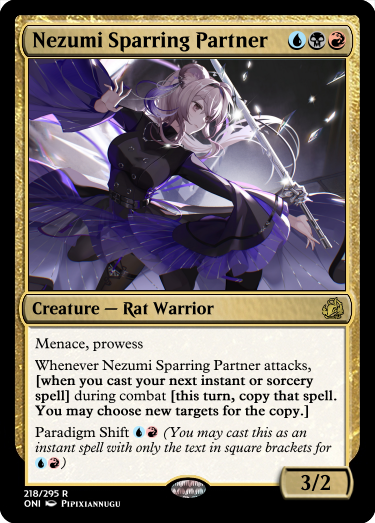 Nezumi Sparring Partner
Creature — Rat Warrior
Menace, prowess
Whenever Nezumi Sparring Partner attacks,
[when you cast your next instant or sorcery
spell] during combat [this turn, copy that spell.
You may choose new targets for the copy.]
Paradigm Shift (You may cast this as an
instant spell with only the text in square brackets for
)
3/2
218/295 R
ONI PIPIXIANNUGU